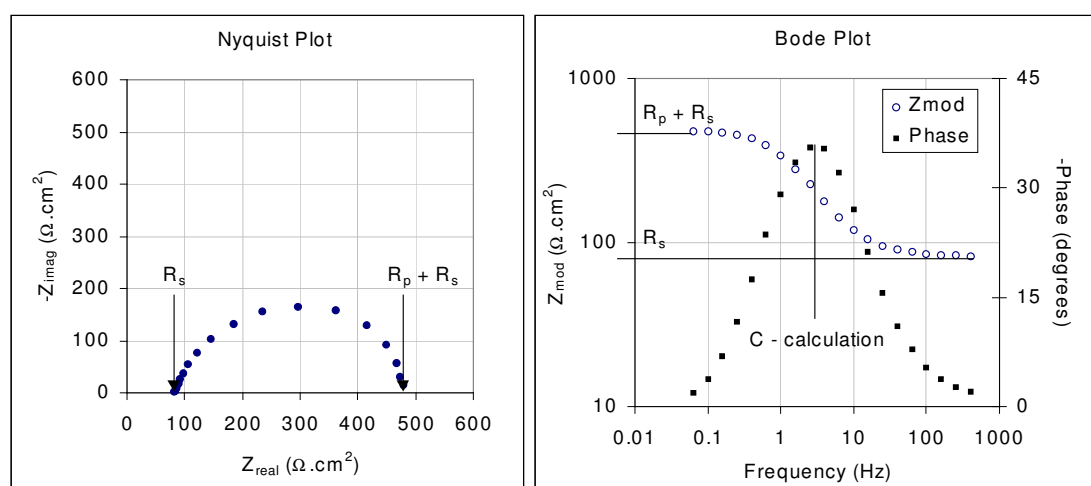 Nyquist Plot
600
500
400
300
200
100
0
-Zimag (Ω.cm²)
Rs
Rp + Rs
0 100 200 300 400 500 600
Zreal (Ω.cm²)
Bode Plot
1000
100
10
Zmod (Ω.cm²)
Rp + Rs
Rs
Zmod
Phase
C - calculation
45
30
15
0
-Phase (degrees)
0.01 0.1 1 10 100 1000
Frequency (Hz)